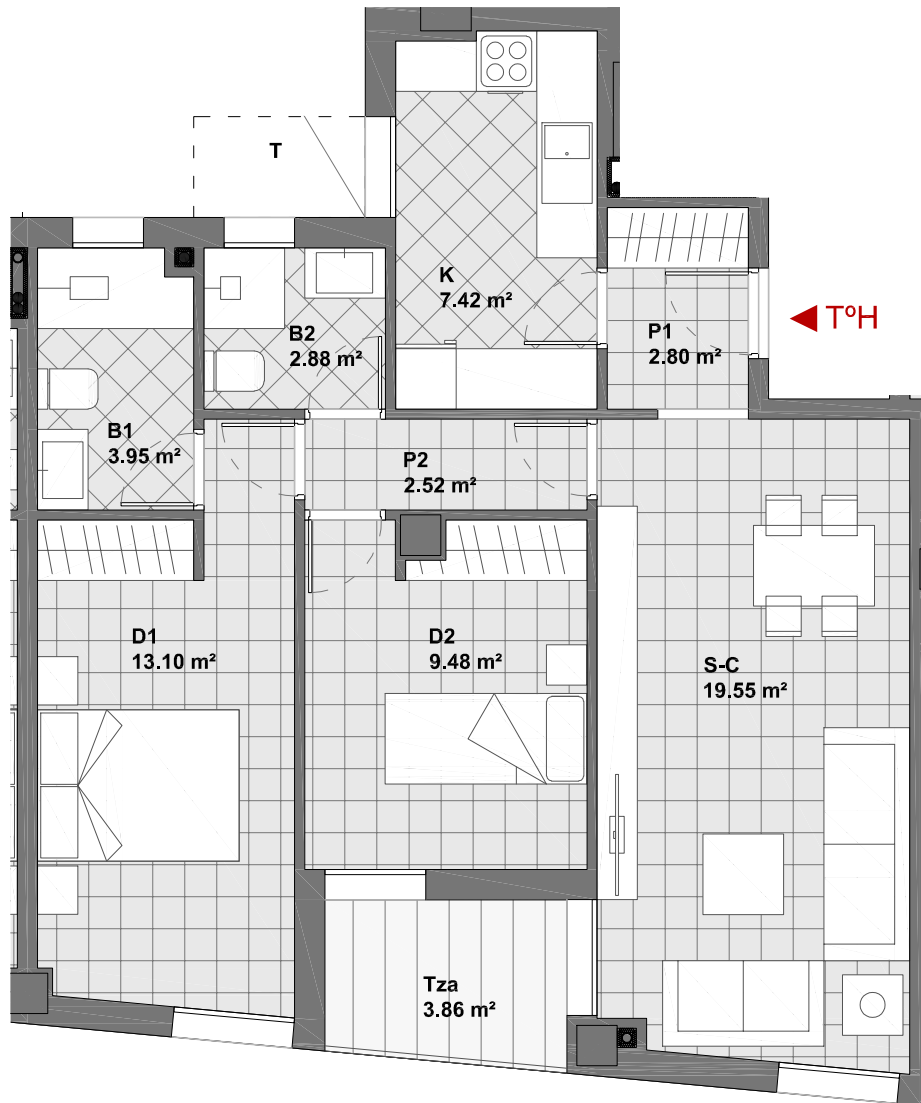 T
K
7.42 m²
TºH
P1
2.80 m²
B2
2.88 m²
B1
3.95 m²
P2
2.52 m²
D1
13.10 m²
D2
9.48 m²
S-C
19.55 m²
Tza
3.86 m²